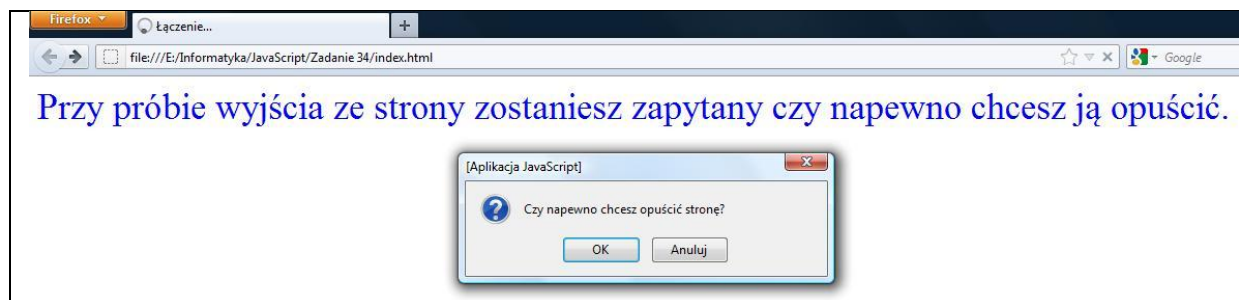 Firefox
Łączenie...
file:///E:/Informatyka/JavaScript/Zadanie 34/index.html
Google
Przy próbie wyjścia ze strony zostaniesz zapytany czy napewno chcesz ją opuścić.
[Aplikacja JavaScript]
Czy napewno chcesz opuścić stronę?
OK Anuluj